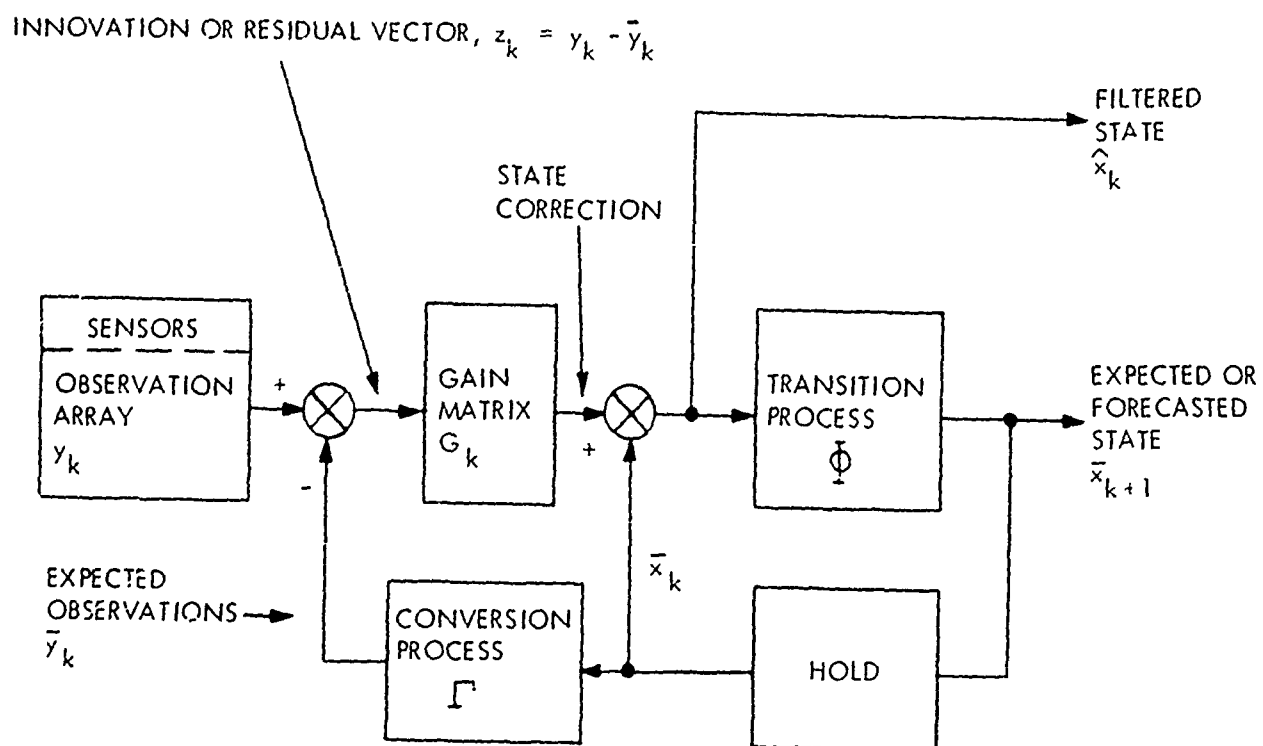 INNOVATION OR RESIDUAL VECTOR, z_k = y_k - ȳ_k
FILTERED
STATE
x̂_k
STATE
CORRECTION
SENSORS
OBSERVATION
ARRAY
y_k
+
-
GAIN
MATRIX
G_k
+
TRANSITION
PROCESS
Φ
EXPECTED OR
FORECASTED
STATE
x̄_{k+1}
EXPECTED
OBSERVATIONS
ȳ_k
CONVERSION
PROCESS
Γ
x̄_k
HOLD